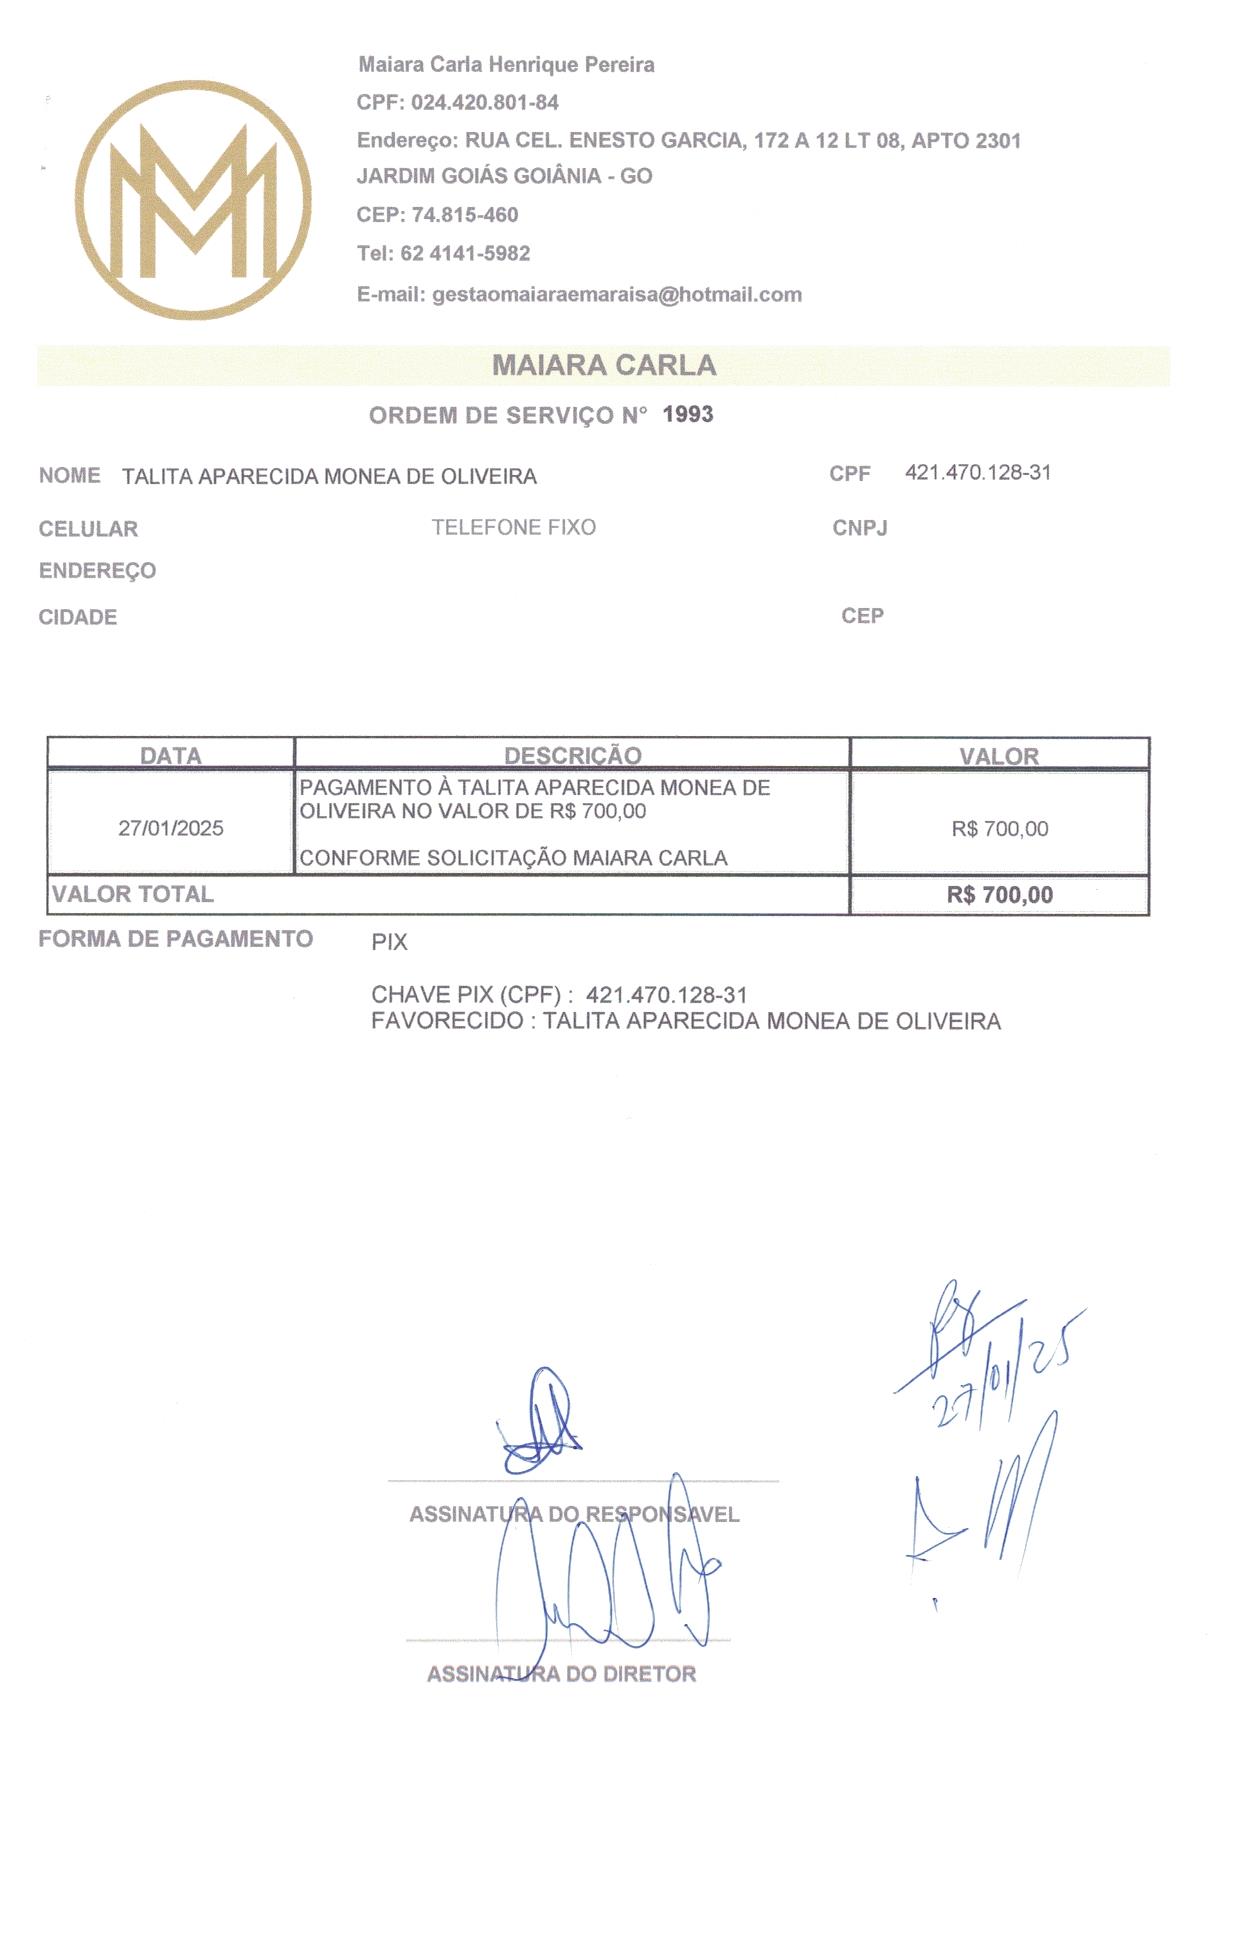 Maiara Carla Henrique Pereira
CPF: 024.420.801-84
Endereço: RUA CEL. ENESTO GARCIA, 172 A 12 LT 08, APTO 2301
JARDIM GOIÁS GOIÂNIA - GO
CEP: 74.815-460
Tel: 62 4141-5982
E-mail: gestaomaiaraemaraisa@hotmail.com
MAIARA CARLA
ORDEM DE SERVIÇO N° 1993
NOME TALITA APARECIDA MONEA DE OLIVEIRA CPF 421.470.128-31
CELULAR TELEFONE FIXO CNPJ
ENDEREÇO
CIDADE CEP
DATA DESCRIÇÃO VALOR
PAGAMENTO À TALITA APARECIDA MONEA DE
OLIVEIRA NO VALOR DE R$ 700,00
27/01/2025 R$ 700,00
CONFORME SOLICITAÇÃO MAIARA CARLA
VALOR TOTAL R$ 700,00
FORMA DE PAGAMENTO PIX
CHAVE PIX (CPF) : 421.470.128-31
FAVORECIDO : TALITA APARECIDA MONEA DE OLIVEIRA
27/01/25
ASSINATURA DO RESPONSAVEL
ASSINATURA DO DIRETOR